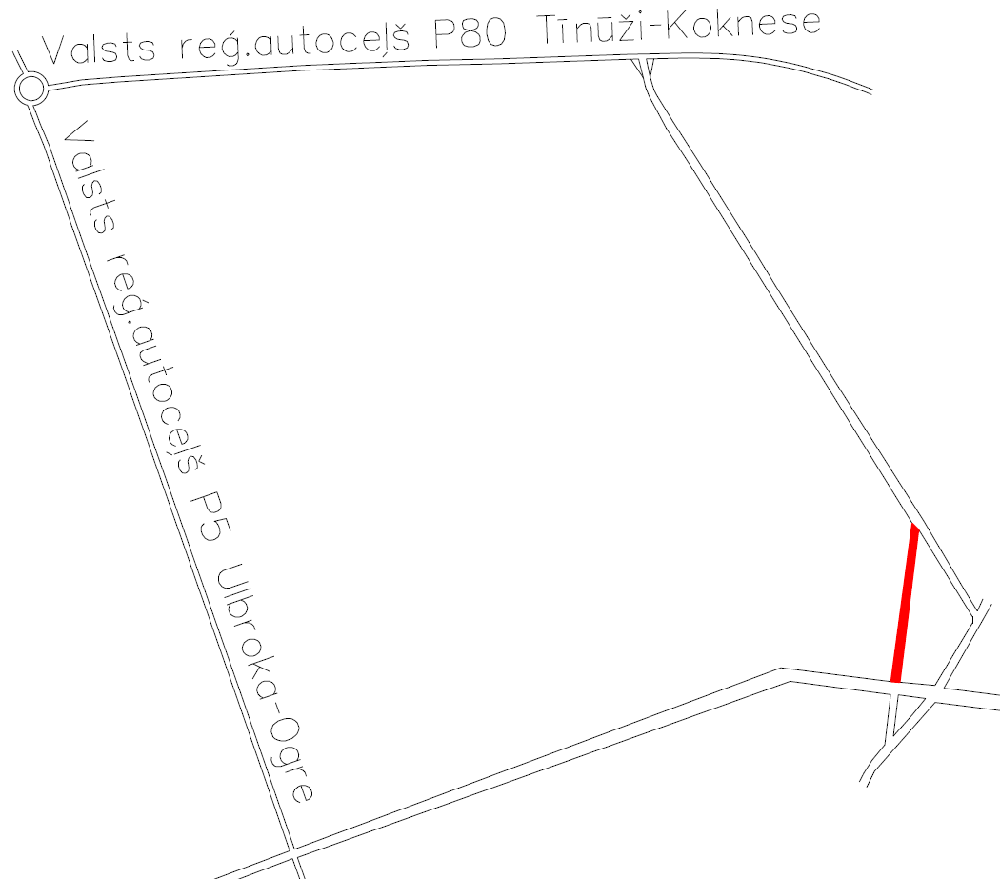 Valsts reģ.autoceļš P80 Tīnūži-Koknese
Valsts reģ.autoceļš P5 Ulbroka-Ogre